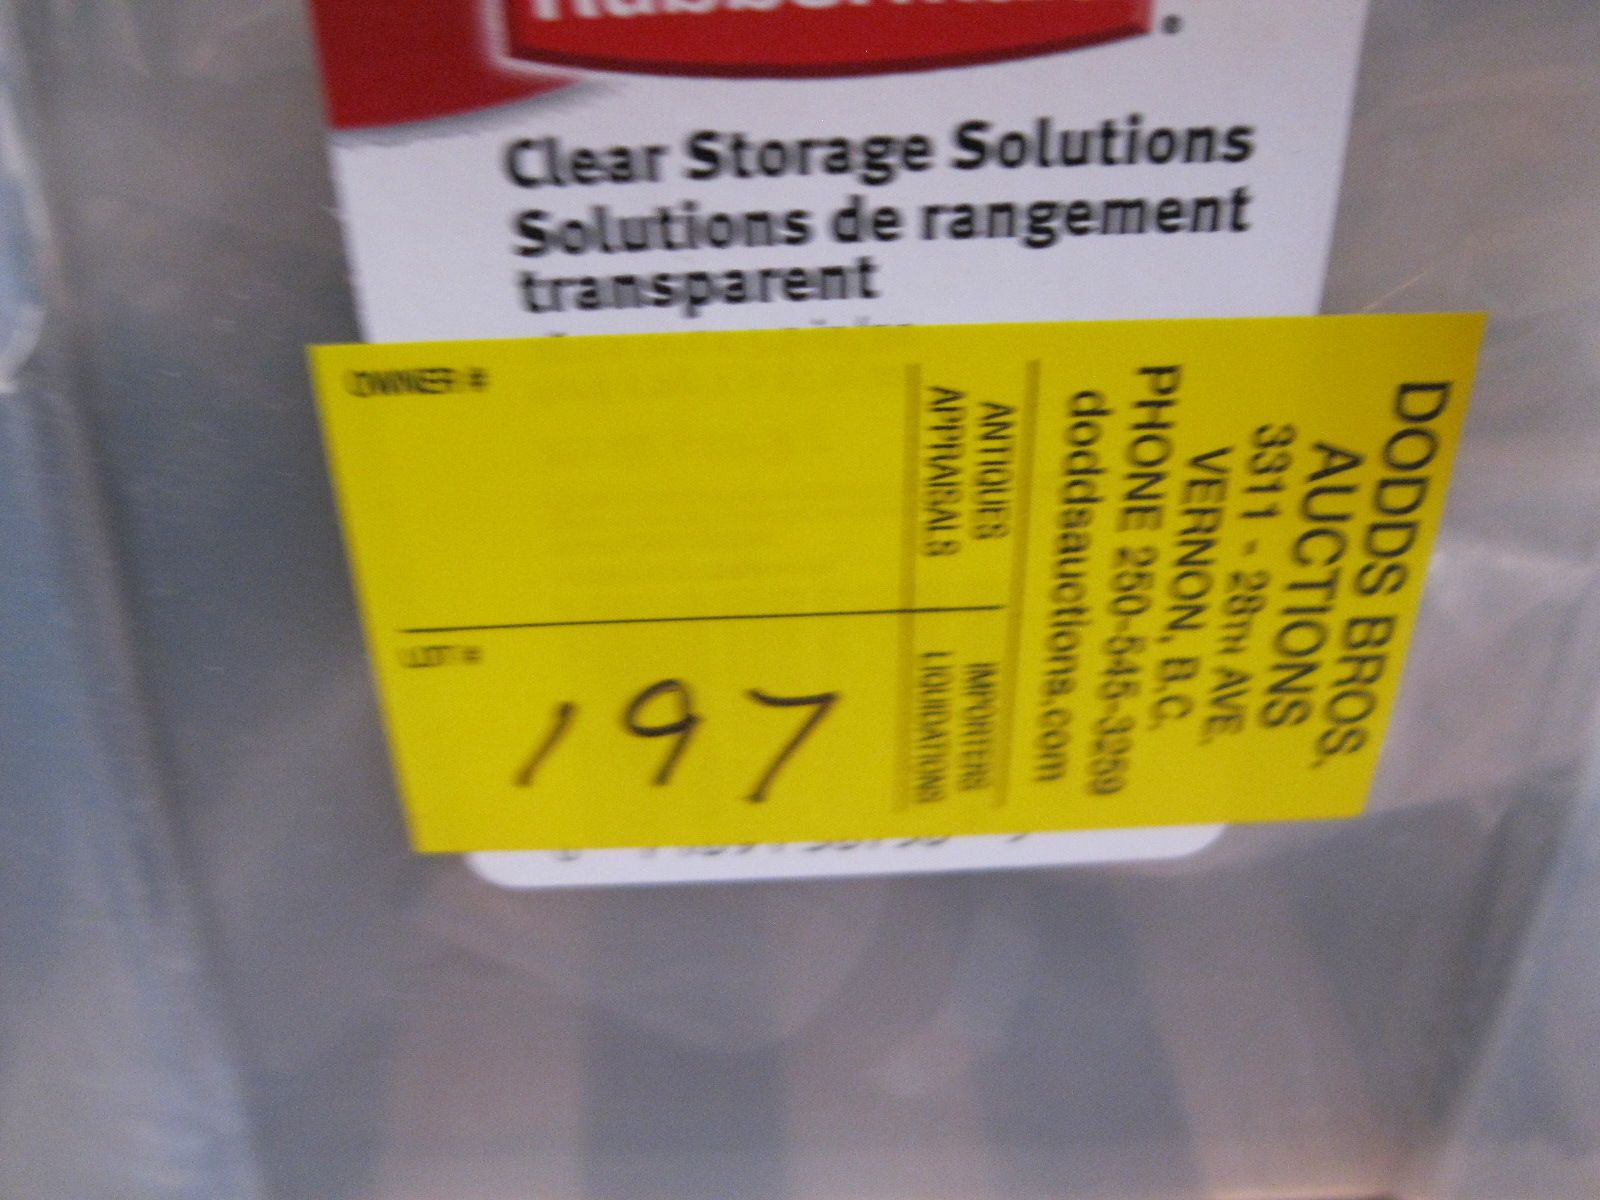 Rubbermaid
Clear Storage Solutions
Solutions de rangement
transparent
OWNER #
LOT #
197
ANTIQUES
APPRAISALS
IMPORTERS
LIQUIDATIONS
DODDS BROS.
AUCTIONS
3311 - 28TH AVE.
VERNON, B.C.
PHONE 250-545-3259
doddsauctions.com